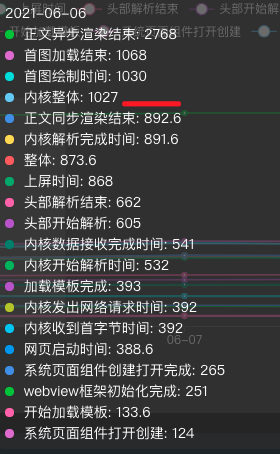 2021-06-06
上屏时间 头部解析结束 头部开始解析
正文异步渲染结束: 2768
系统页面组件打开创建
首图加载结束: 1068
首图绘制时间: 1030
内核整体: 1027
正文同步渲染结束: 892.6
内核解析完成时间: 891.6
整体: 873.6
上屏时间: 868
头部解析结束: 662
头部开始解析: 605
内核数据接收完成时间: 541
内核开始解析时间: 532
加载模板完成: 393
内核发出网络请求时间: 392
内核收到首字节时间: 392
06-07
网页启动时间: 388.6
系统页面组件创建打开完成: 265
webview框架初始化完成: 251
开始加载模板: 133.6
系统页面组件打开创建: 124